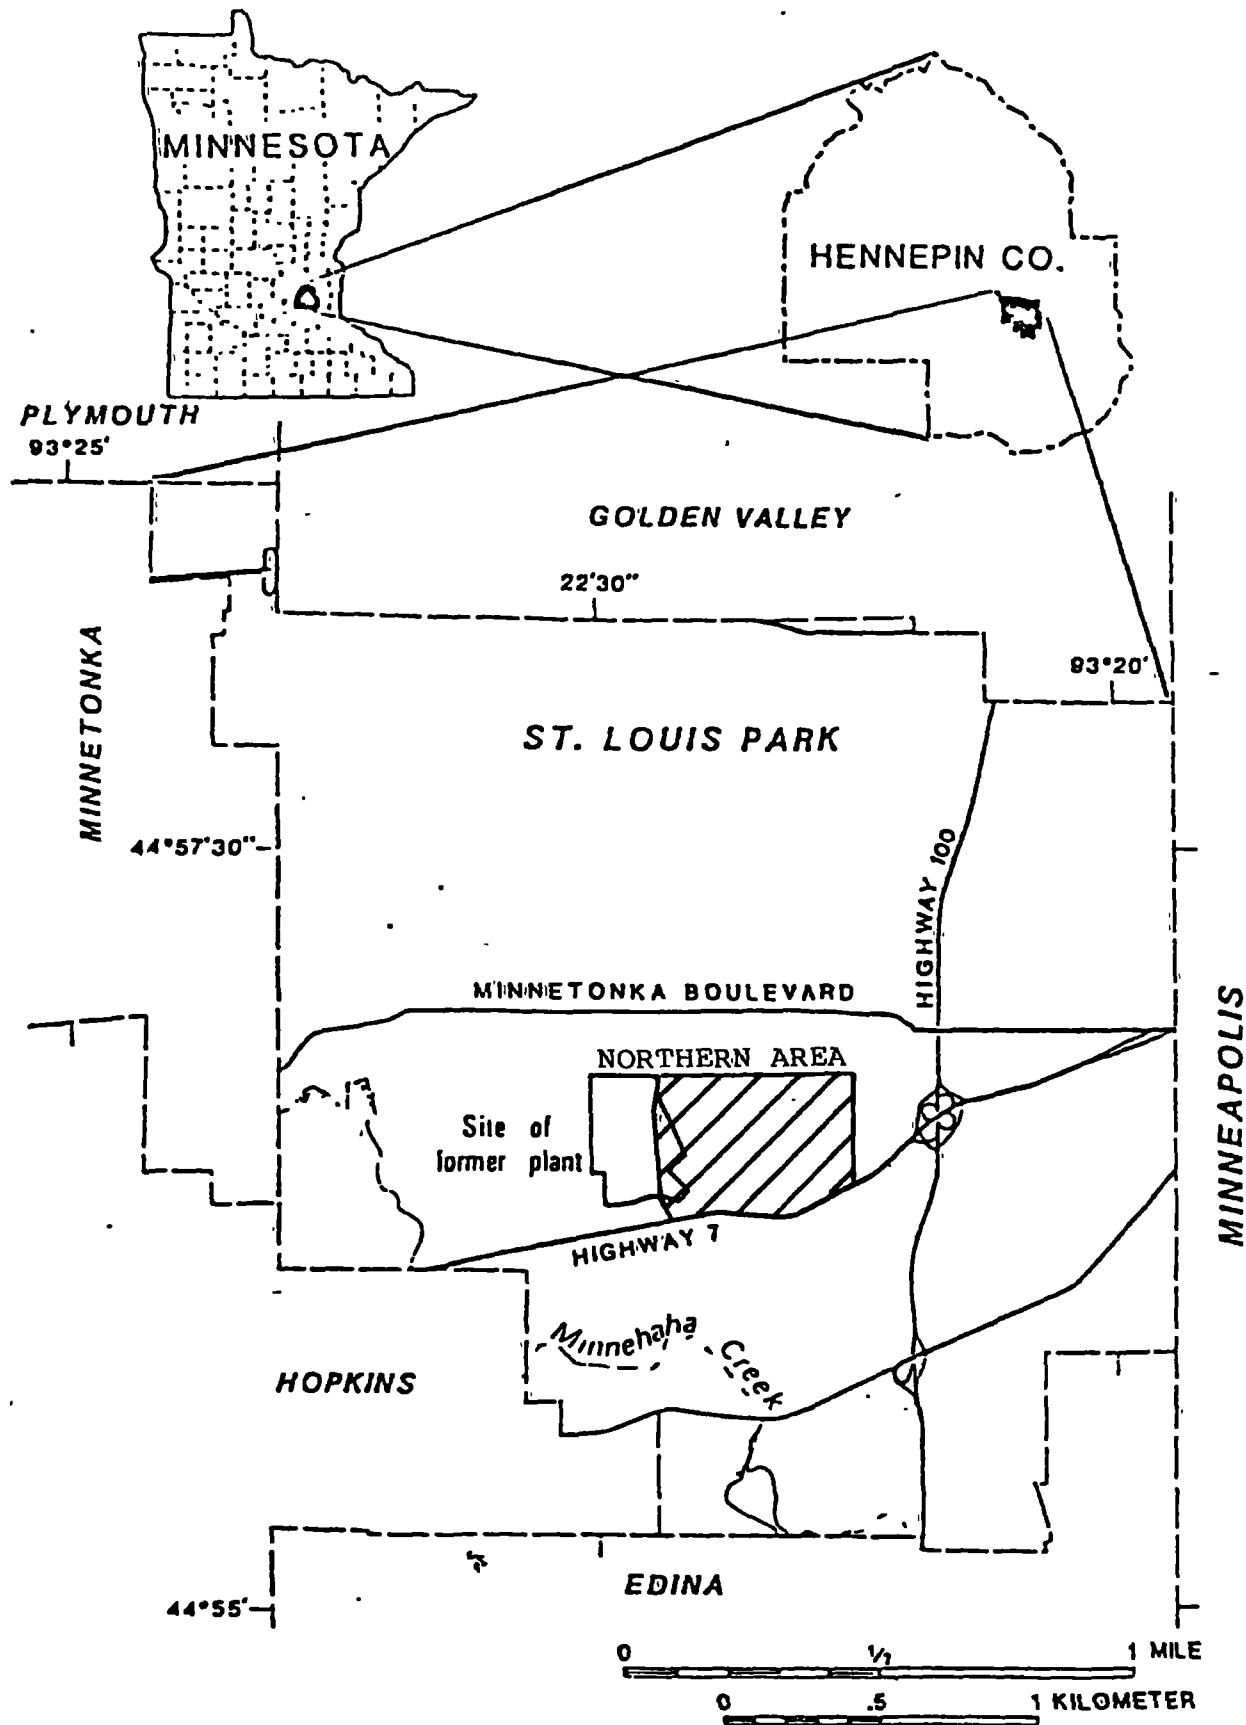 MINNESOTA
HENNEPIN CO.
PLYMOUTH
93°25'
GOLDEN VALLEY
22'30"
MINNETONKA
93°20'
ST. LOUIS PARK
44°57'30"
HIGHWAY 100
MINNETONKA BOULEVARD
MINNEAPOLIS
NORTHERN AREA
Site of
former plant
HIGHWAY 7
Minnehaha Creek
HOPKINS
EDINA
44°55'
0 1/2 1 MILE
0 .5 1 KILOMETER